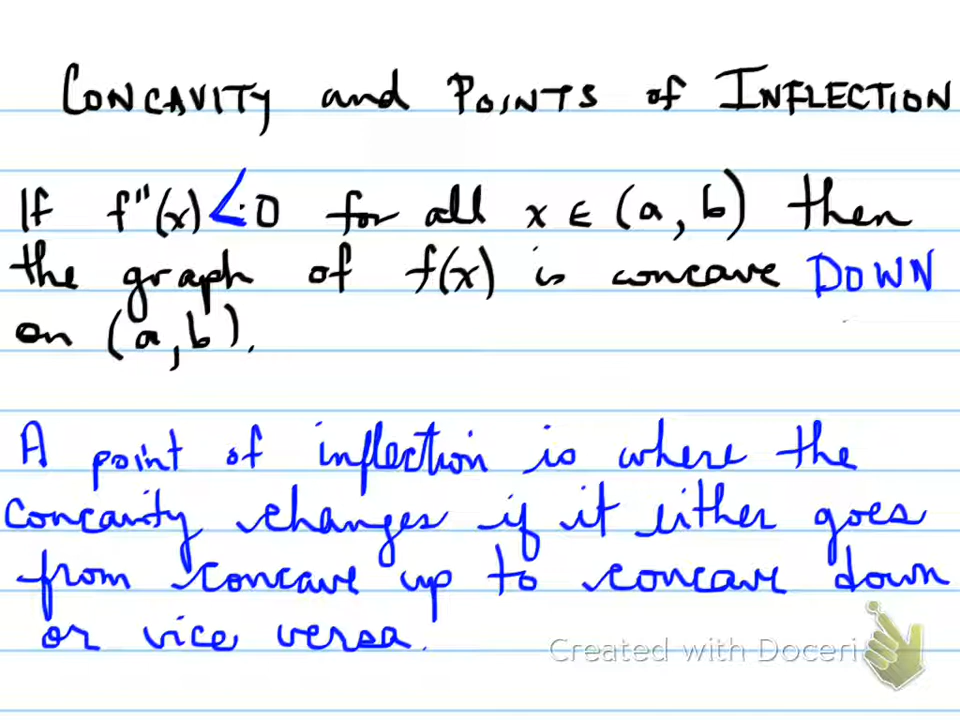 CONCAVITY and POINTS of INFLECTION
If f"(x) < 0 for all x ∈ (a, b) then
the graph of f(x) is concave DOWN
on (a, b).
A point of inflection is where the
concavity changes if it either goes
from concave up to concave down
or vice versa.
Created with Doceri